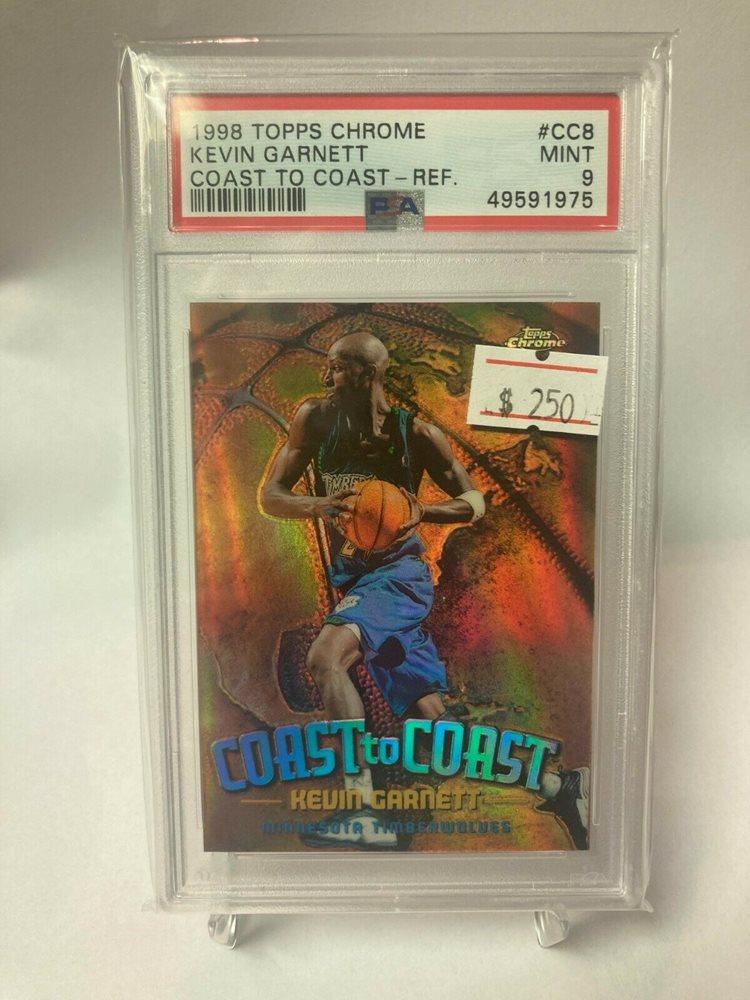 1998 TOPPS CHROME #CC8
KEVIN GARNETT MINT
COAST TO COAST - REF. 9
PSA 49591975
Topps
Chrome
$ 250
TIMBER
COAST to COAST
KEVIN GARNETT
MINNESOTA TIMBERWOLVES